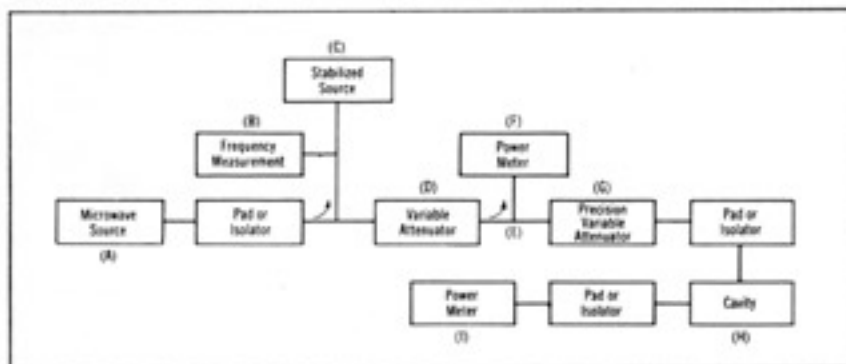 (C)
Stabilized
Source
(B)
Frequency
Measurement
(F)
Power
Meter
(D)
(G)
Microwave
Source
Pad or
Isolator
Variable
Attenuator
Precision
Variable
Attenuator
Pad or
Isolator
(A)
(E)
Power
Meter
Pad or
Isolator
Cavity
(I)
(H)